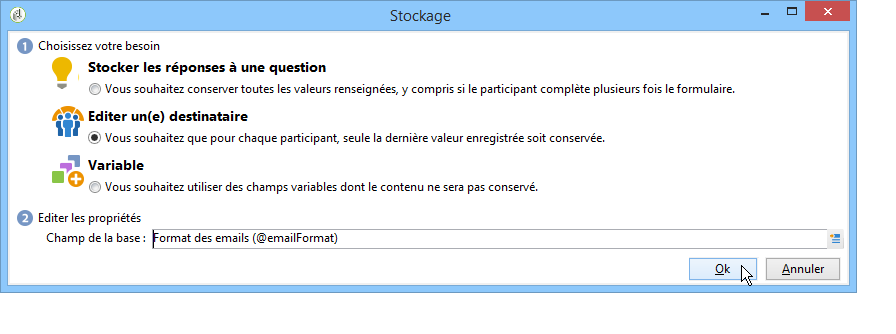 Stockage
1 Choisissez votre besoin
Stocker les réponses à une question
Vous souhaitez conserver toutes les valeurs renseignées, y compris si le participant complète plusieurs fois le formulaire.
Editer un(e) destinataire
Vous souhaitez que pour chaque participant, seule la dernière valeur enregistrée soit conservée.
Variable
Vous souhaitez utiliser des champs variables dont le contenu ne sera pas conservé.
2 Editer les propriétés
Champ de la base : Format des emails (@emailFormat)
Ok Annuler